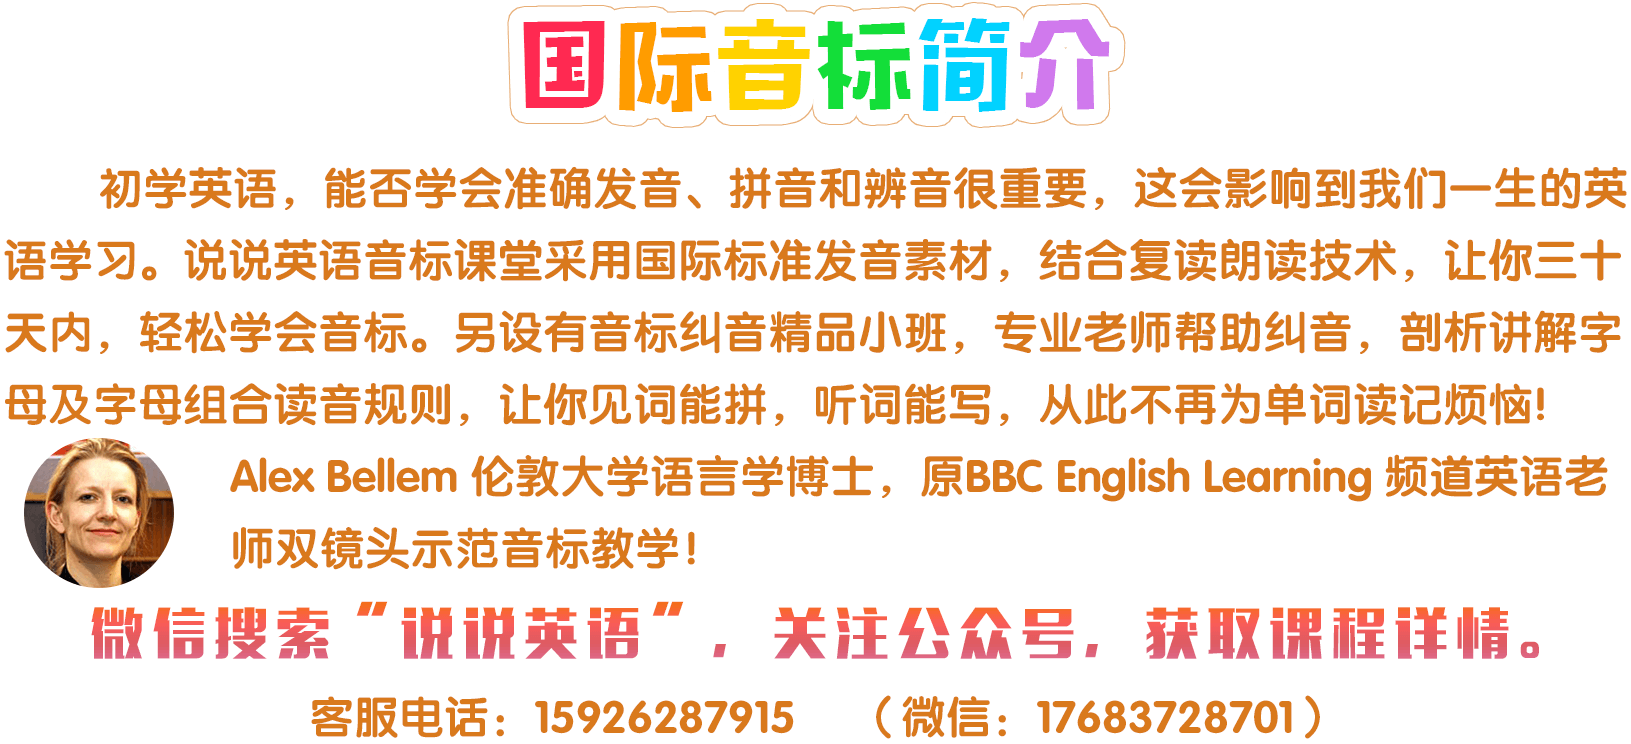 国际音标简介
初学英语，能否学会准确发音、拼音和辨音很重要，这会影响到我们一生的英
语学习。说说英语音标课堂采用国际标准发音素材，结合复读朗读技术，让你三十
天内，轻松学会音标。另设有音标纠音精品小班，专业老师帮助纠音，剖析讲解字
母及字母组合读音规则，让你见词能拼，听词能写，从此不再为单词读记烦恼!
Alex Bellem 伦敦大学语言学博士，原BBC English Learning 频道英语老
师双镜头示范音标教学！
微信搜索“说说英语”，关注公众号，获取课程详情。
客服电话：15926287915 （微信：17683728701）